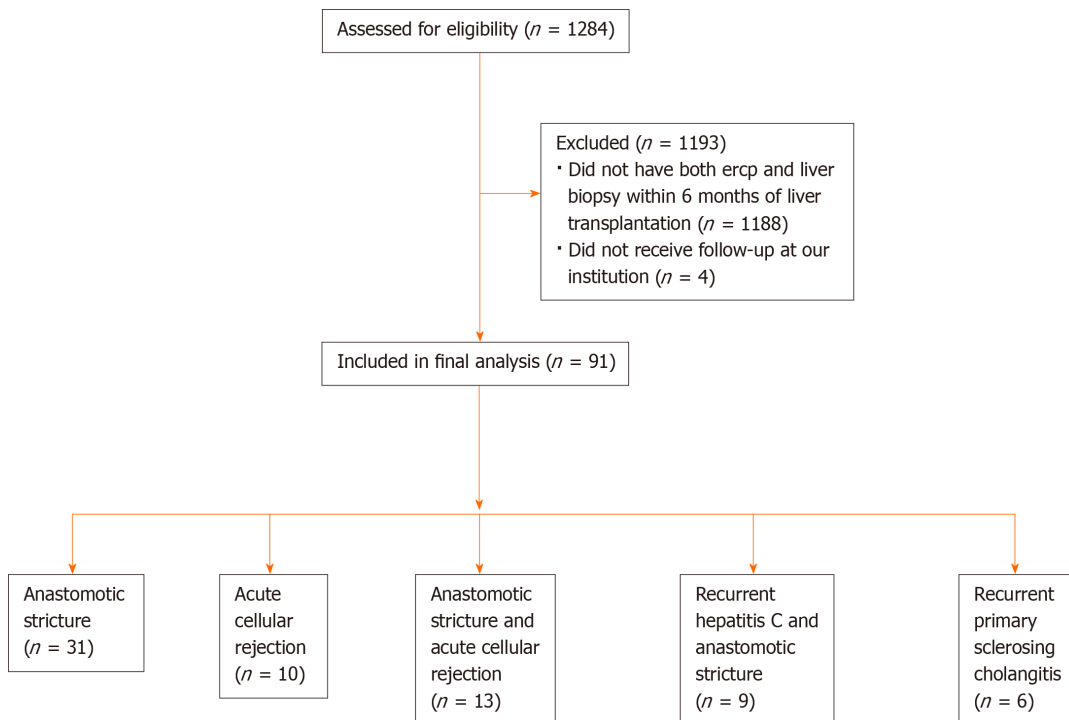 Assessed for eligibility (n = 1284)
Excluded (n = 1193)
· Did not have both ercp and liver
biopsy within 6 months of liver
transplantation (n = 1188)
· Did not receive follow-up at our
institution (n = 4)
Included in final analysis (n = 91)
Anastomotic
stricture
(n = 31)
Acute
cellular
rejection
(n = 10)
Anastomotic
stricture and
acute cellular
rejection
(n = 13)
Recurrent
hepatitis C and
anastomotic
stricture
(n = 9)
Recurrent
primary
sclerosing
cholangitis
(n = 6)